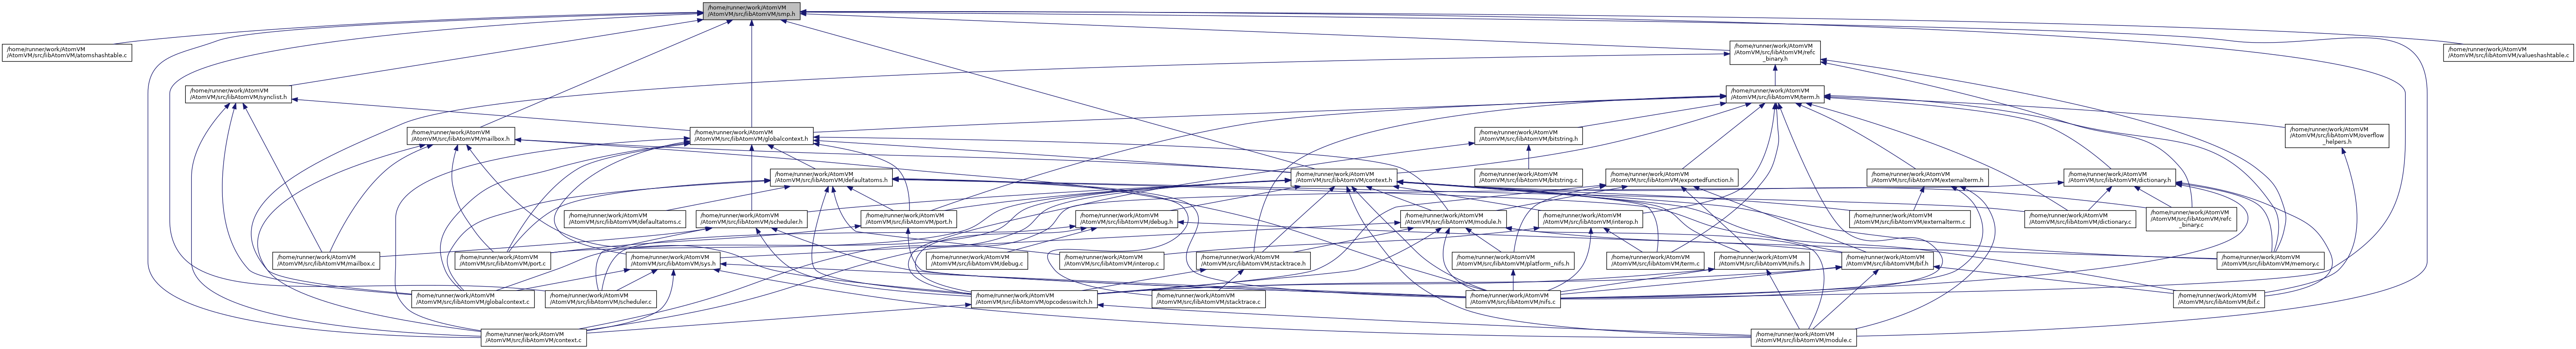 /home/runner/work/AtomVM
/AtomVM/src/libAtomVM/smp.h
/home/runner/work/AtomVM
/AtomVM/src/libAtomVM/atomshashtable.c
/home/runner/work/AtomVM
/AtomVM/src/libAtomVM/refc
_binary.h
/home/runner/work/AtomVM
/AtomVM/src/libAtomVM/valueshashtable.c
/home/runner/work/AtomVM
/AtomVM/src/libAtomVM/synclist.h
/home/runner/work/AtomVM
/AtomVM/src/libAtomVM/term.h
/home/runner/work/AtomVM
/AtomVM/src/libAtomVM/mailbox.h
/home/runner/work/AtomVM
/AtomVM/src/libAtomVM/globalcontext.h
/home/runner/work/AtomVM
/AtomVM/src/libAtomVM/bitstring.h
/home/runner/work/AtomVM
/AtomVM/src/libAtomVM/overflow
_helpers.h
/home/runner/work/AtomVM
/AtomVM/src/libAtomVM/defaultatoms.h
/home/runner/work/AtomVM
/AtomVM/src/libAtomVM/context.h
/home/runner/work/AtomVM
/AtomVM/src/libAtomVM/bitstring.c
/home/runner/work/AtomVM
/AtomVM/src/libAtomVM/exportedfunction.h
/home/runner/work/AtomVM
/AtomVM/src/libAtomVM/externalterm.h
/home/runner/work/AtomVM
/AtomVM/src/libAtomVM/dictionary.h
/home/runner/work/AtomVM
/AtomVM/src/libAtomVM/defaultatoms.c
/home/runner/work/AtomVM
/AtomVM/src/libAtomVM/scheduler.h
/home/runner/work/AtomVM
/AtomVM/src/libAtomVM/port.h
/home/runner/work/AtomVM
/AtomVM/src/libAtomVM/debug.h
/home/runner/work/AtomVM
/AtomVM/src/libAtomVM/module.h
/home/runner/work/AtomVM
/AtomVM/src/libAtomVM/interop.h
/home/runner/work/AtomVM
/AtomVM/src/libAtomVM/externalterm.c
/home/runner/work/AtomVM
/AtomVM/src/libAtomVM/dictionary.c
/home/runner/work/AtomVM
/AtomVM/src/libAtomVM/refc
_binary.c
/home/runner/work/AtomVM
/AtomVM/src/libAtomVM/mailbox.c
/home/runner/work/AtomVM
/AtomVM/src/libAtomVM/port.c
/home/runner/work/AtomVM
/AtomVM/src/libAtomVM/sys.h
/home/runner/work/AtomVM
/AtomVM/src/libAtomVM/debug.c
/home/runner/work/AtomVM
/AtomVM/src/libAtomVM/interop.c
/home/runner/work/AtomVM
/AtomVM/src/libAtomVM/stacktrace.h
/home/runner/work/AtomVM
/AtomVM/src/libAtomVM/platform_nifs.h
/home/runner/work/AtomVM
/AtomVM/src/libAtomVM/term.c
/home/runner/work/AtomVM
/AtomVM/src/libAtomVM/nifs.h
/home/runner/work/AtomVM
/AtomVM/src/libAtomVM/bif.h
/home/runner/work/AtomVM
/AtomVM/src/libAtomVM/memory.c
/home/runner/work/AtomVM
/AtomVM/src/libAtomVM/globalcontext.c
/home/runner/work/AtomVM
/AtomVM/src/libAtomVM/scheduler.c
/home/runner/work/AtomVM
/AtomVM/src/libAtomVM/opcodesswitch.h
/home/runner/work/AtomVM
/AtomVM/src/libAtomVM/stacktrace.c
/home/runner/work/AtomVM
/AtomVM/src/libAtomVM/nifs.c
/home/runner/work/AtomVM
/AtomVM/src/libAtomVM/bif.c
/home/runner/work/AtomVM
/AtomVM/src/libAtomVM/context.c
/home/runner/work/AtomVM
/AtomVM/src/libAtomVM/module.c